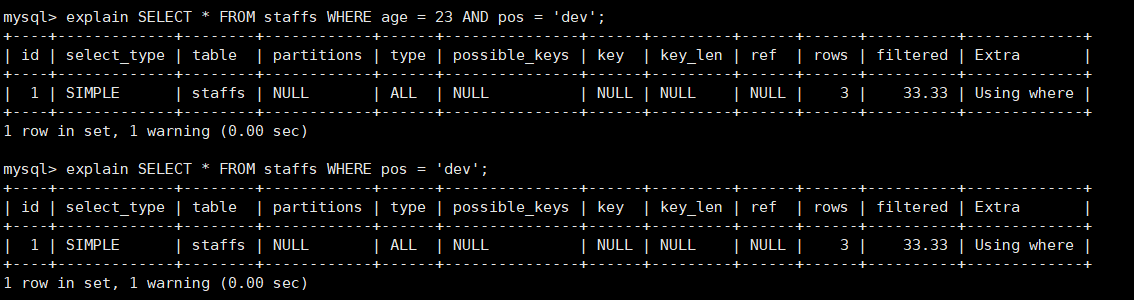 mysql> explain SELECT * FROM staffs WHERE age = 23 AND pos = 'dev';
+----+-------------+--------+------------+------+---------------+------+---------+------+------+----------+-------------+
| id | select_type | table  | partitions | type | possible_keys | key  | key_len | ref  | rows | filtered | Extra       |
+----+-------------+--------+------------+------+---------------+------+---------+------+------+----------+-------------+
|  1 | SIMPLE      | staffs | NULL       | ALL  | NULL          | NULL | NULL    | NULL |    3 |    33.33 | Using where |
+----+-------------+--------+------------+------+---------------+------+---------+------+------+----------+-------------+
1 row in set, 1 warning (0.00 sec)

mysql> explain SELECT * FROM staffs WHERE pos = 'dev';
+----+-------------+--------+------------+------+---------------+------+---------+------+------+----------+-------------+
| id | select_type | table  | partitions | type | possible_keys | key  | key_len | ref  | rows | filtered | Extra       |
+----+-------------+--------+------------+------+---------------+------+---------+------+------+----------+-------------+
|  1 | SIMPLE      | staffs | NULL       | ALL  | NULL          | NULL | NULL    | NULL |    3 |    33.33 | Using where |
+----+-------------+--------+------------+------+---------------+------+---------+------+------+----------+-------------+
1 row in set, 1 warning (0.00 sec)